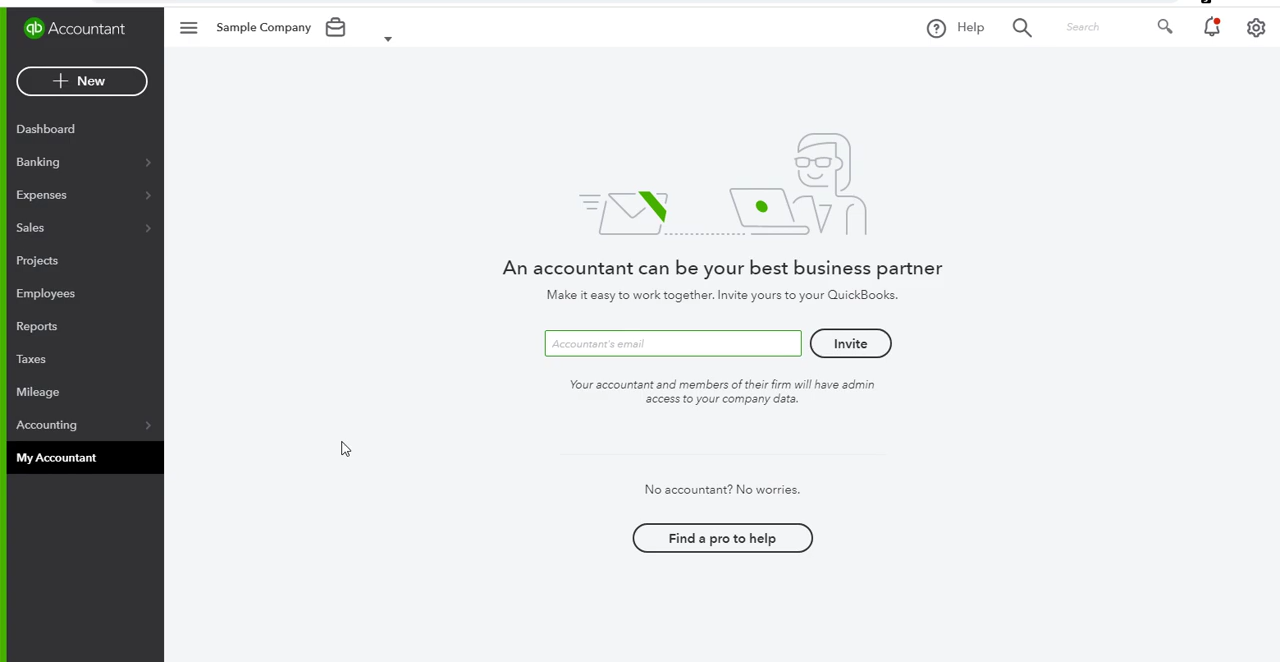 qb Accountant
Sample Company
Help
Search
+ New
Dashboard
Banking
Expenses
Sales
Projects
Employees
Reports
Taxes
Mileage
Accounting
My Accountant
An accountant can be your best business partner
Make it easy to work together. Invite yours to your QuickBooks.
Accountant's email
Invite
Your accountant and members of their firm will have admin
access to your company data.
No accountant? No worries.
Find a pro to help